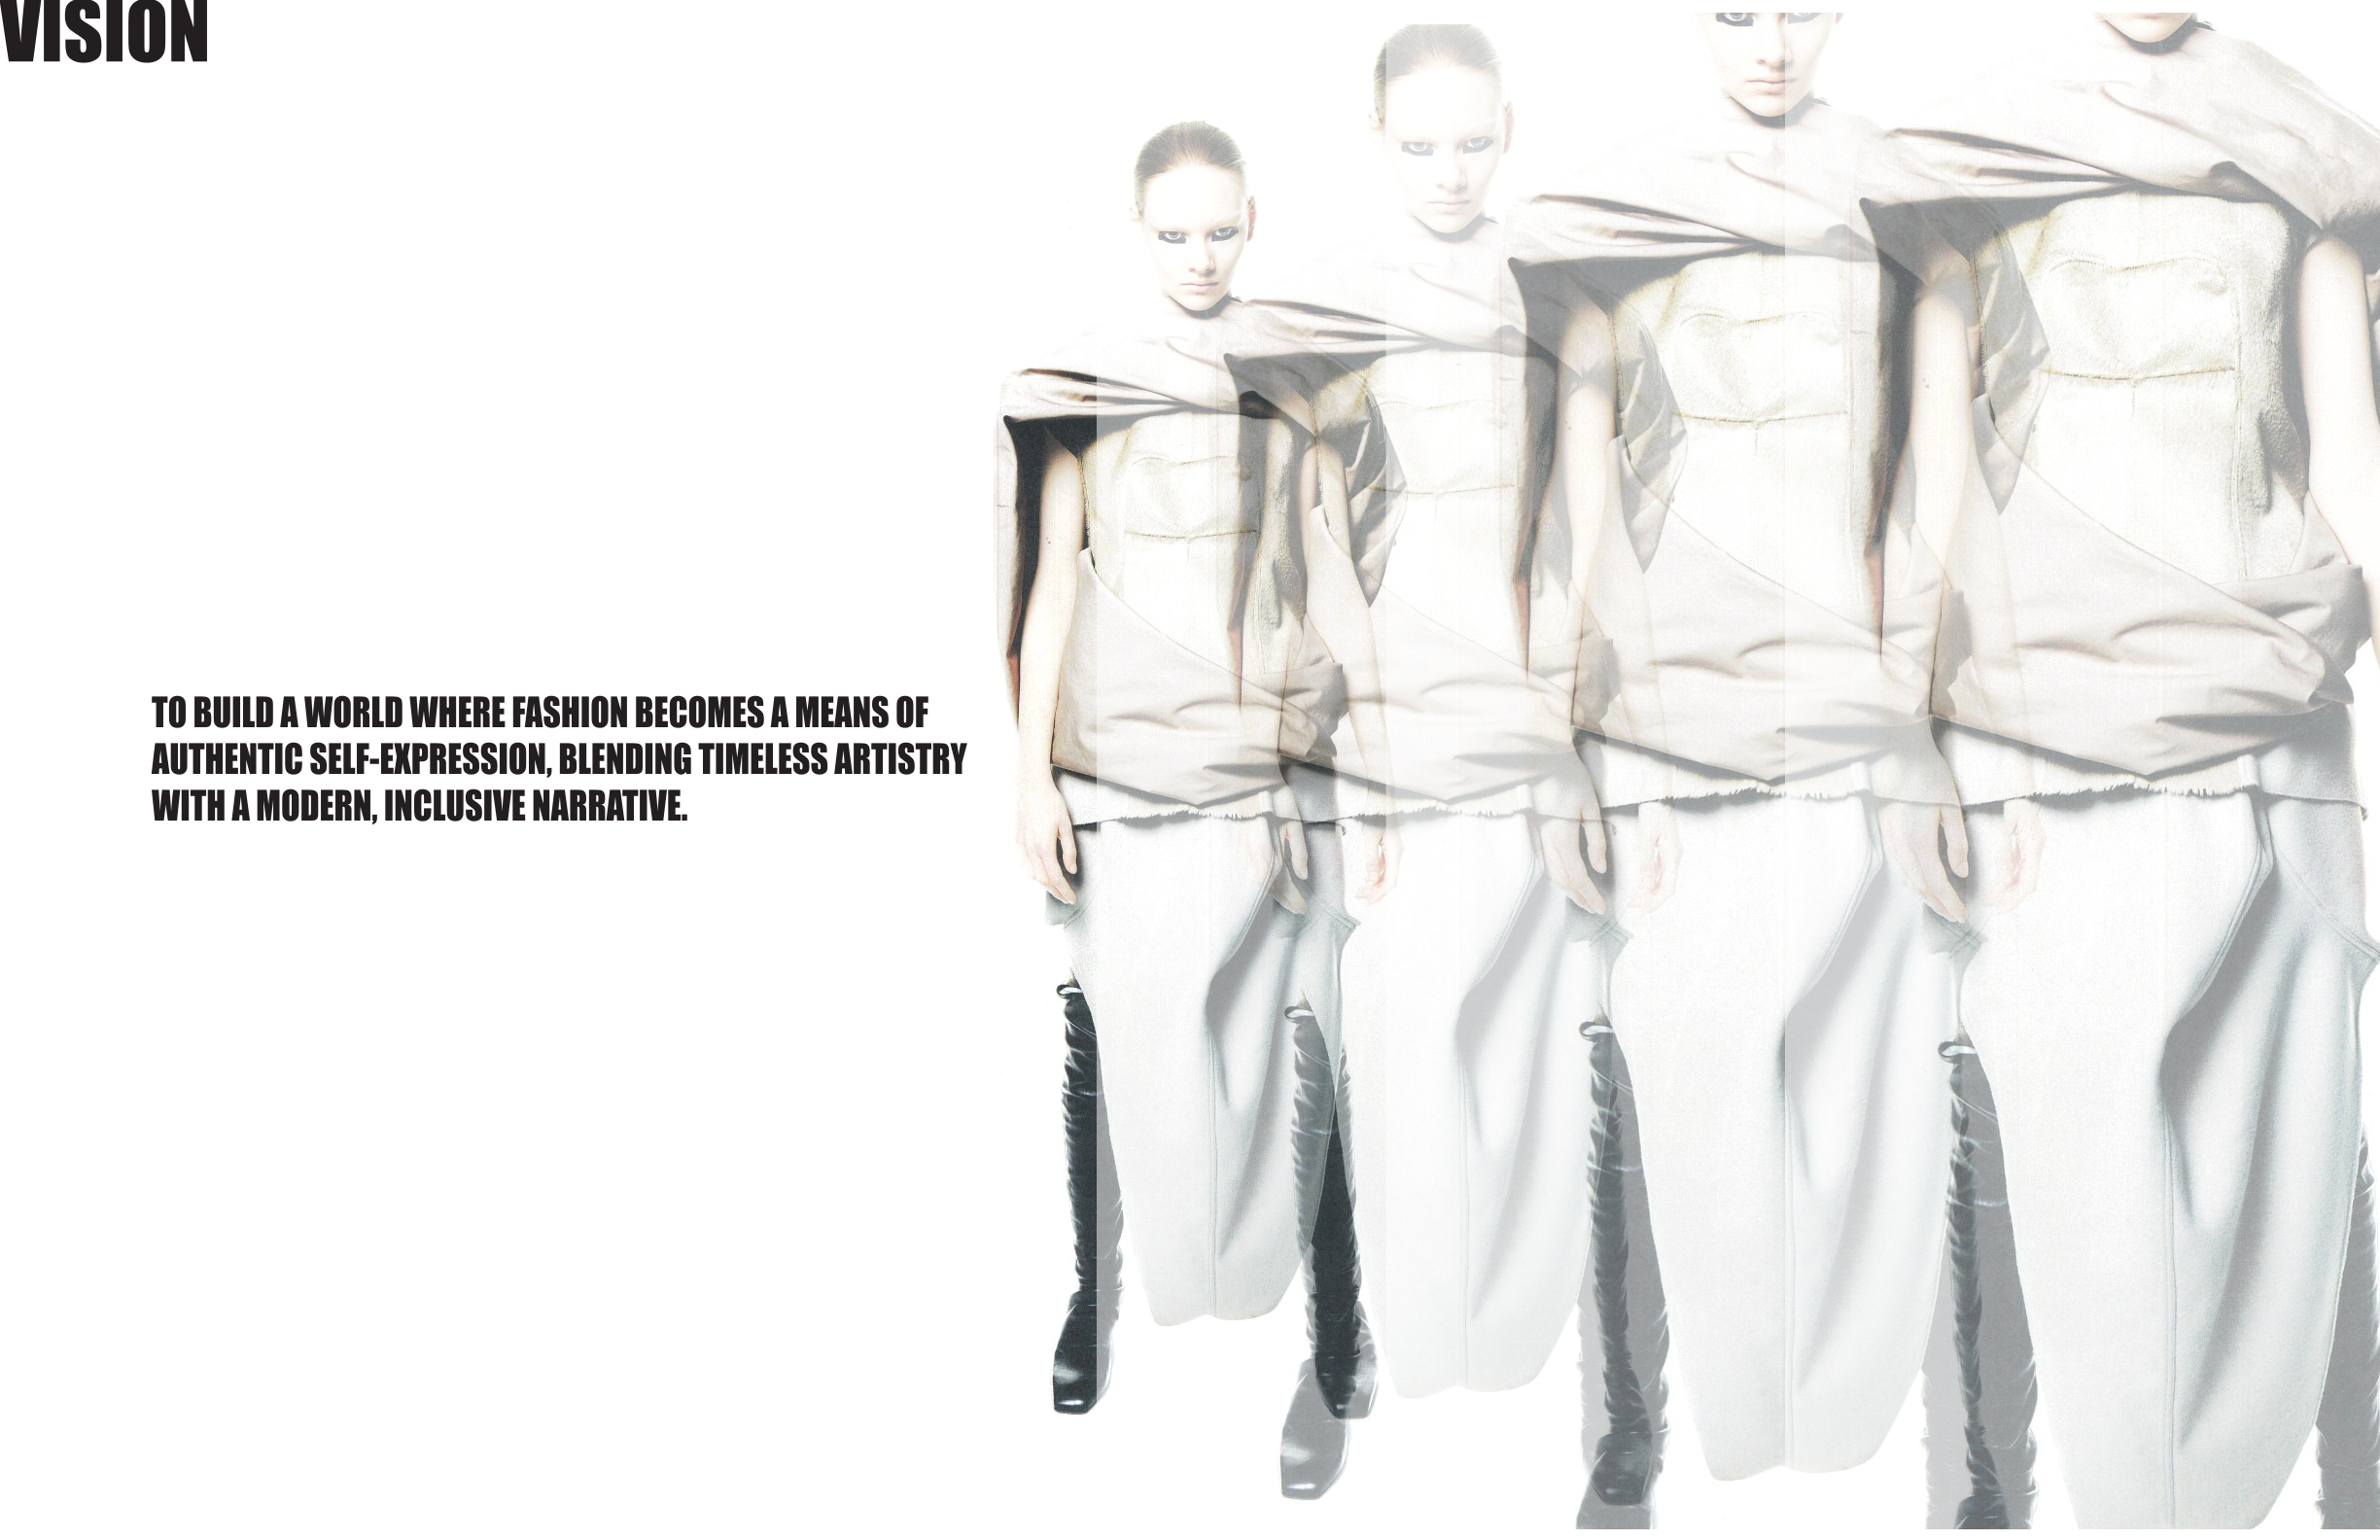 VISION
TO BUILD A WORLD WHERE FASHION BECOMES A MEANS OF
AUTHENTIC SELF-EXPRESSION, BLENDING TIMELESS ARTISTRY
WITH A MODERN, INCLUSIVE NARRATIVE.